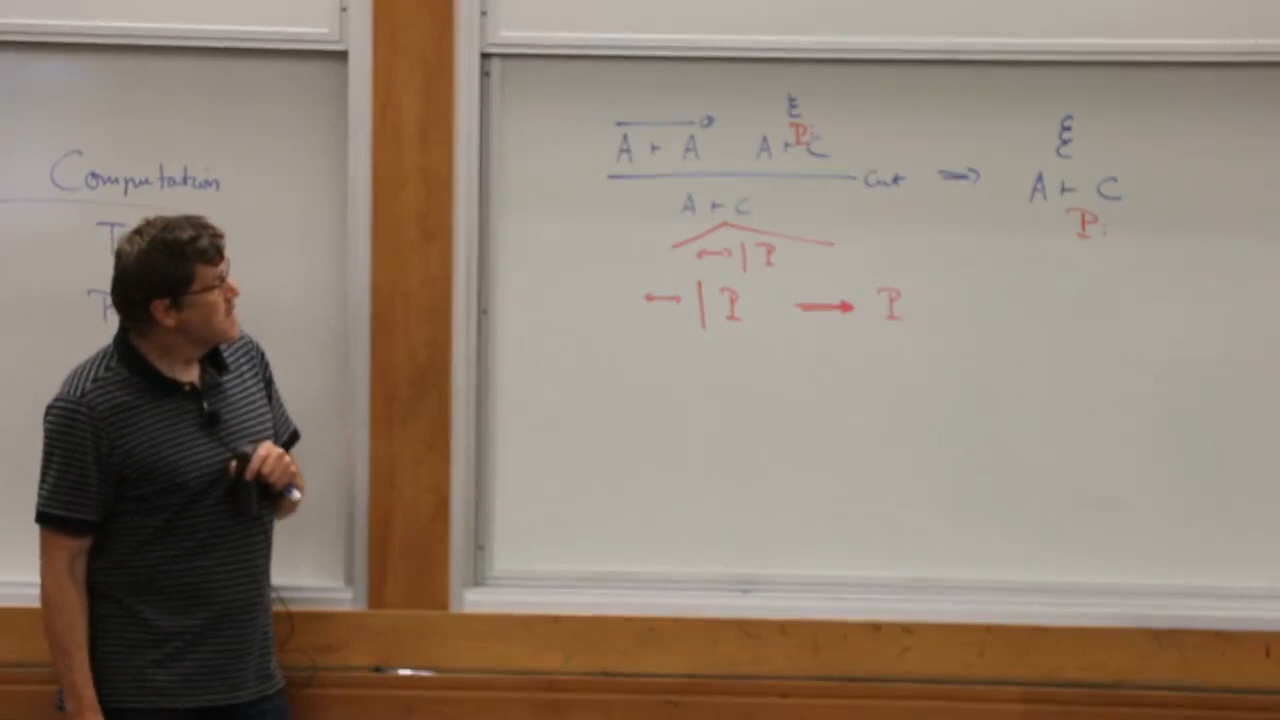 Computation
ξ
P
A ⊢ A A ⊢ C
Cut ⇒
A ⊢ C
↔ | P
↔ | P → P
ξ
A ⊢ C
P